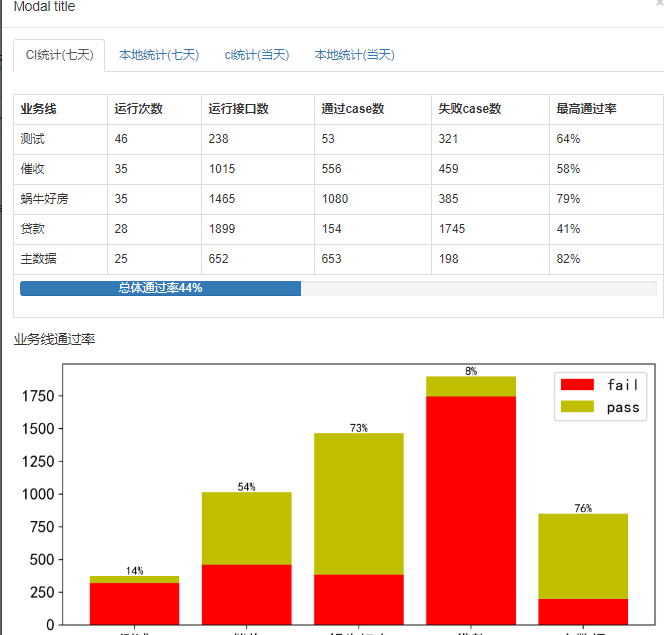 Modal title
CI统计(七天) 本地统计(七天) ci统计(当天) 本地统计(当天)
业务线 运行次数 运行接口数 通过case数 失败case数 最高通过率
测试 46 238 53 321 64%
催收 35 1015 556 459 58%
蜗牛好房 35 1465 1080 385 79%
贷款 28 1899 154 1745 41%
主数据 25 652 653 198 82%
总体通过率44%
业务线通过率
fail
pass
1750
1500
1250
1000
750
500
250
0
14%
54%
73%
8%
76%